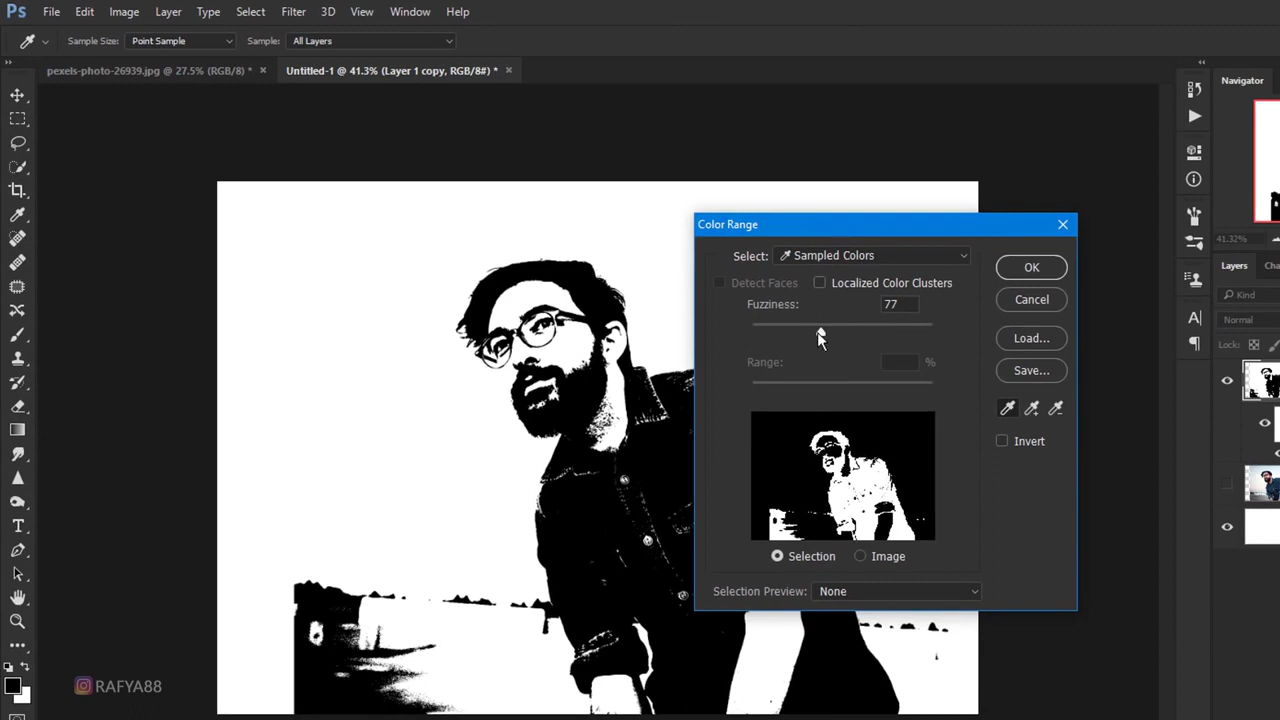 Ps File Edit Image Layer Type Select Filter 3D View Window Help
Sample Size: Point Sample Sample: All Layers
pexels-photo-26939.jpg @ 27.5% (RGB/8) * × Untitled-1 @ 41.3% (Layer 1 copy, RGB/8#) * ×
Navigator
41.32%
Layers
Kind
Normal
Lock:
Color Range
Select: Sampled Colors
Detect Faces Localized Color Clusters
Fuzziness: 77
Range: %
OK
Cancel
Load...
Save...
Invert
Selection Image
Selection Preview: None
RAFYA88